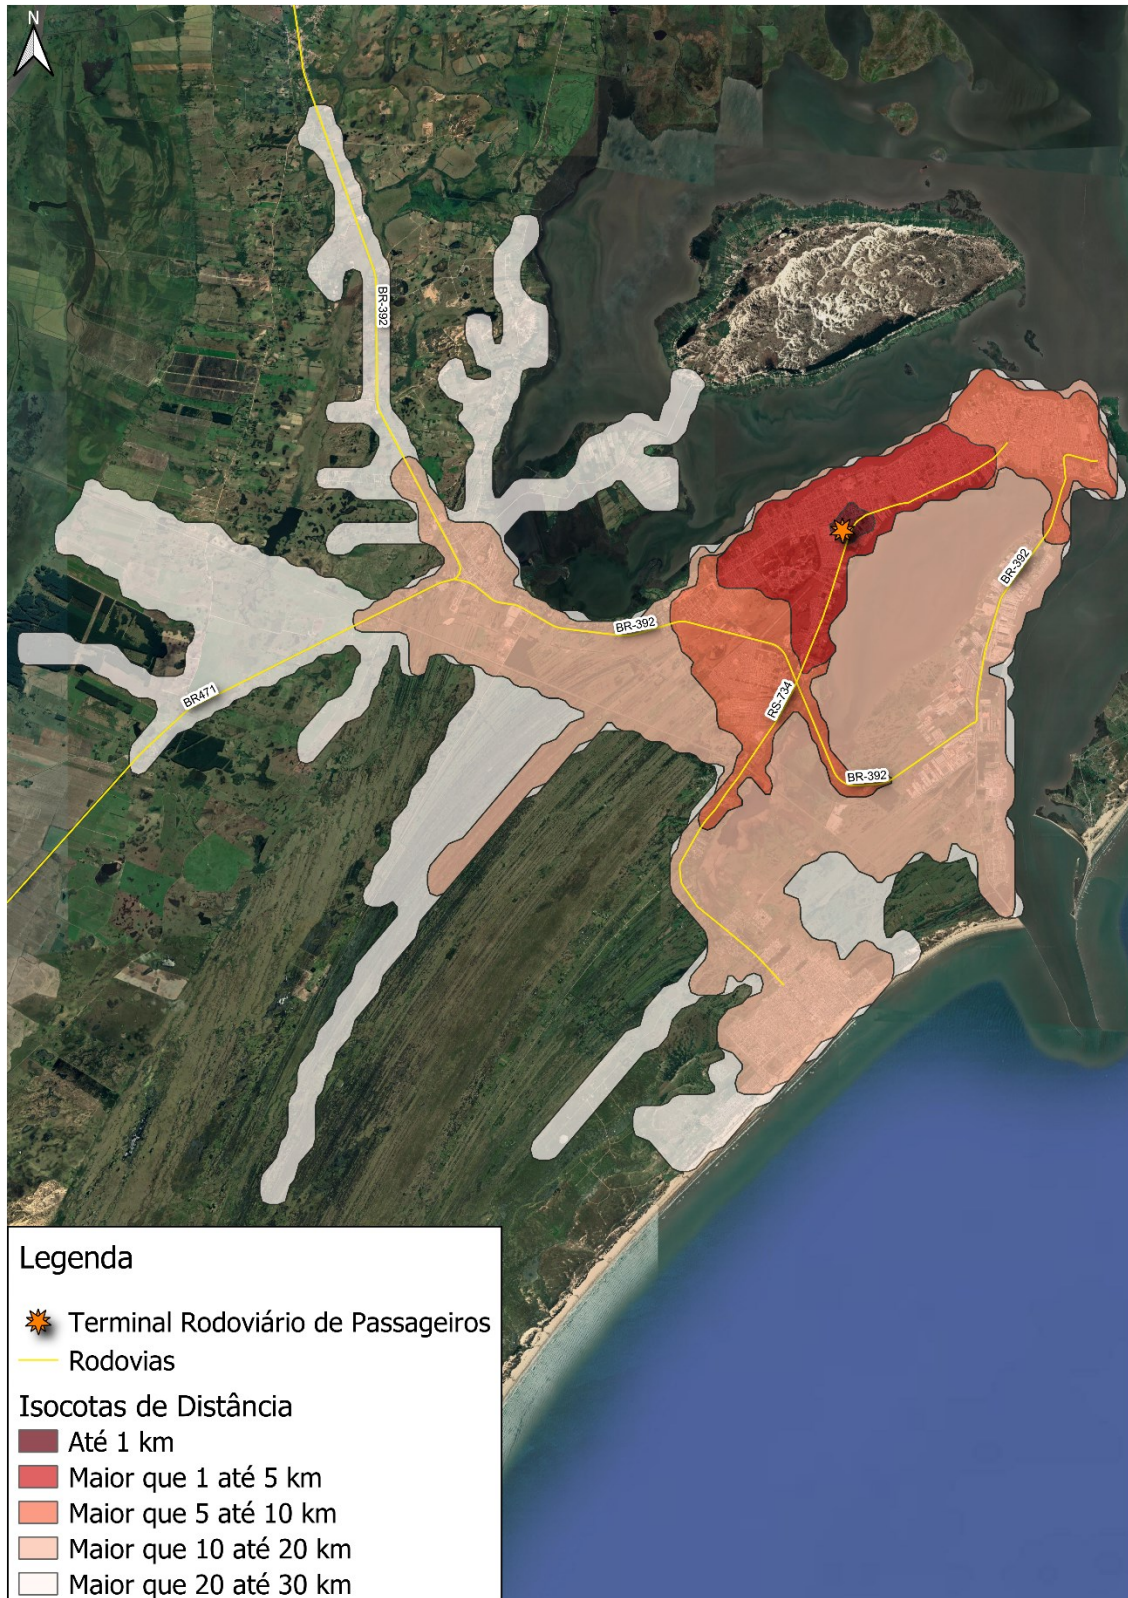 N
BR-392
BR-392
BR-392
BR471
RS-734
BR-392
Legenda
Terminal Rodoviário de Passageiros
Rodovias
Isocotas de Distância
Até 1 km
Maior que 1 até 5 km
Maior que 5 até 10 km
Maior que 10 até 20 km
Maior que 20 até 30 km